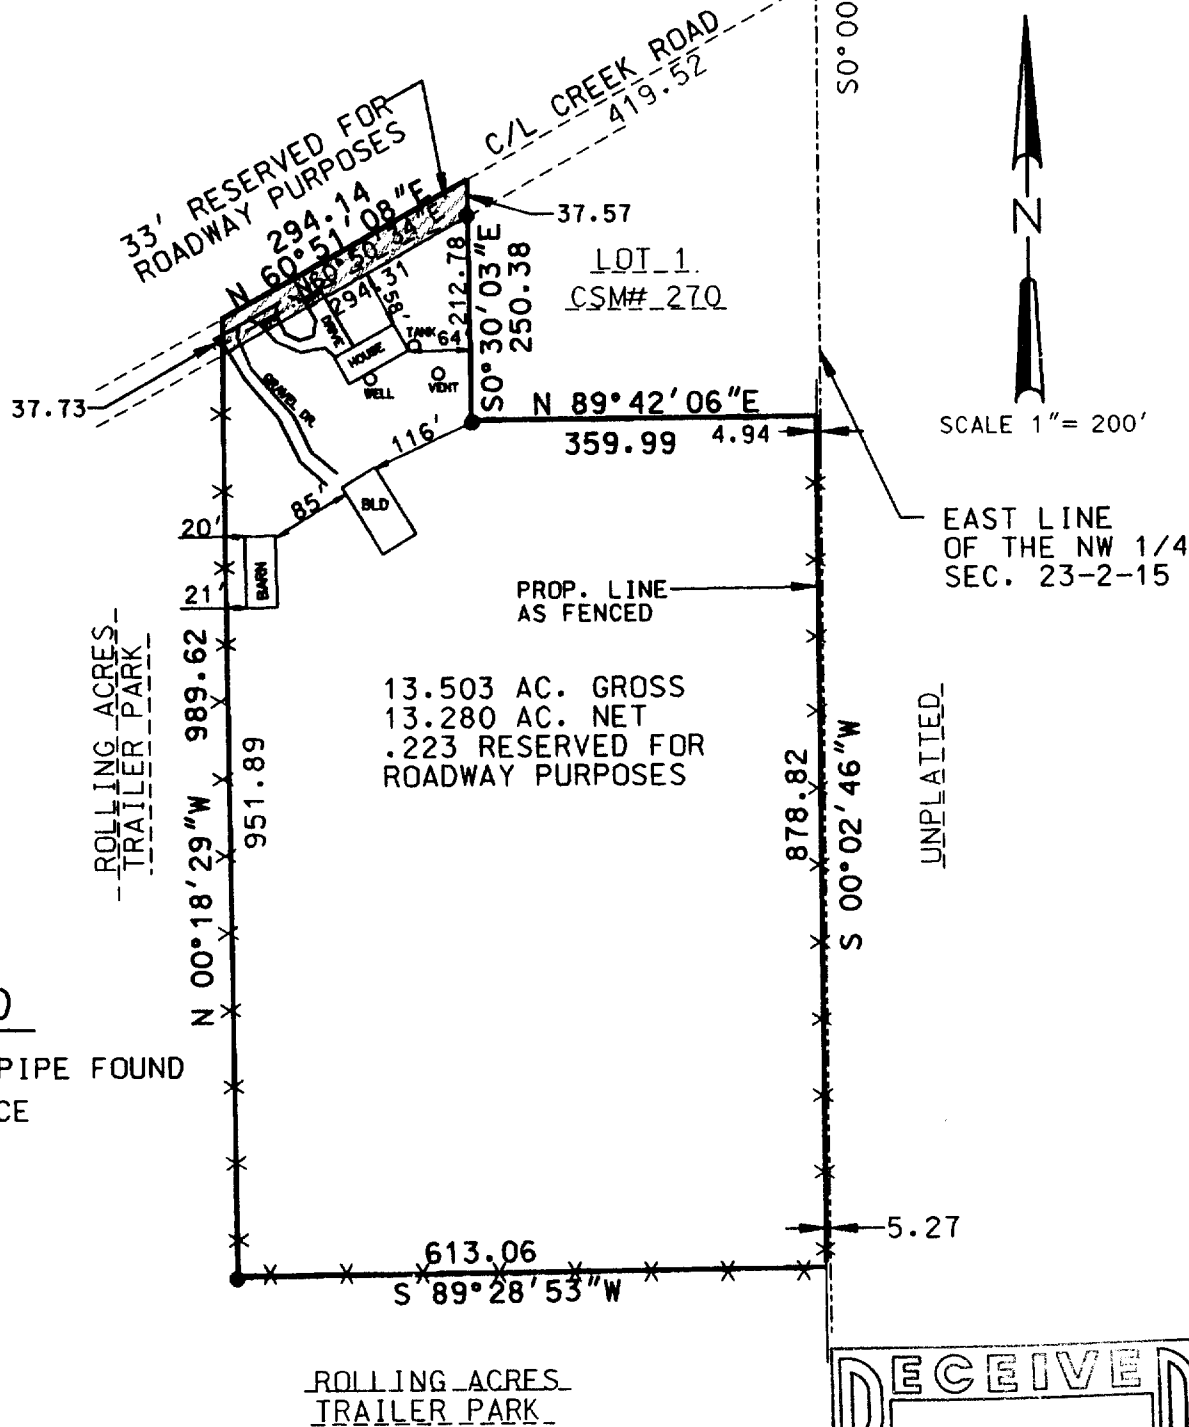 S0°00
C/L CREEK ROAD
419.52
33' RESERVED FOR
ROADWAY PURPOSES
294.14
N 60°51'08"E
294.31
37.57
LOT 1
CSM# 270
212.78
S0°30'03"E
250.38
58'
DRIVE
HOUSE
TANK
64'
WELL
VENT
GRAVEL DR.
37.73
N
SCALE 1"= 200'
N 89°42'06"E
359.99
4.94
116'
85'
BLD
20'
BARN
21'
EAST LINE
OF THE NW 1/4
SEC. 23-2-15
PROP. LINE
AS FENCED
ROLLING ACRES
TRAILER PARK
N 00°18'29"W 989.62
951.89
13.503 AC. GROSS
13.280 AC. NET
.223 RESERVED FOR
ROADWAY PURPOSES
878.82
S 00°02'46"W
UNPLATTED
PIPE FOUND
CE
5.27
613.06
S 89°28'53"W
ROLLING ACRES
TRAILER PARK
DECEIVE